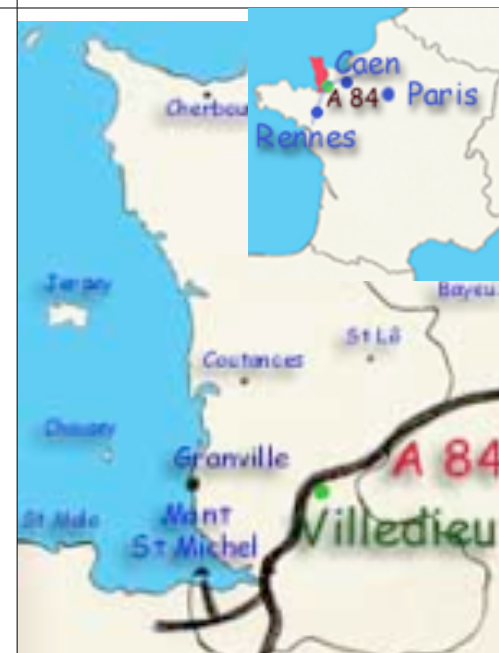 Caen
A 84
Paris
Rennes
Cherbou
Jersey
Bayeu
St Lô
Coutances
Chausey
Granville
A 84
St Malo
Mont
St Michel
Villedieu